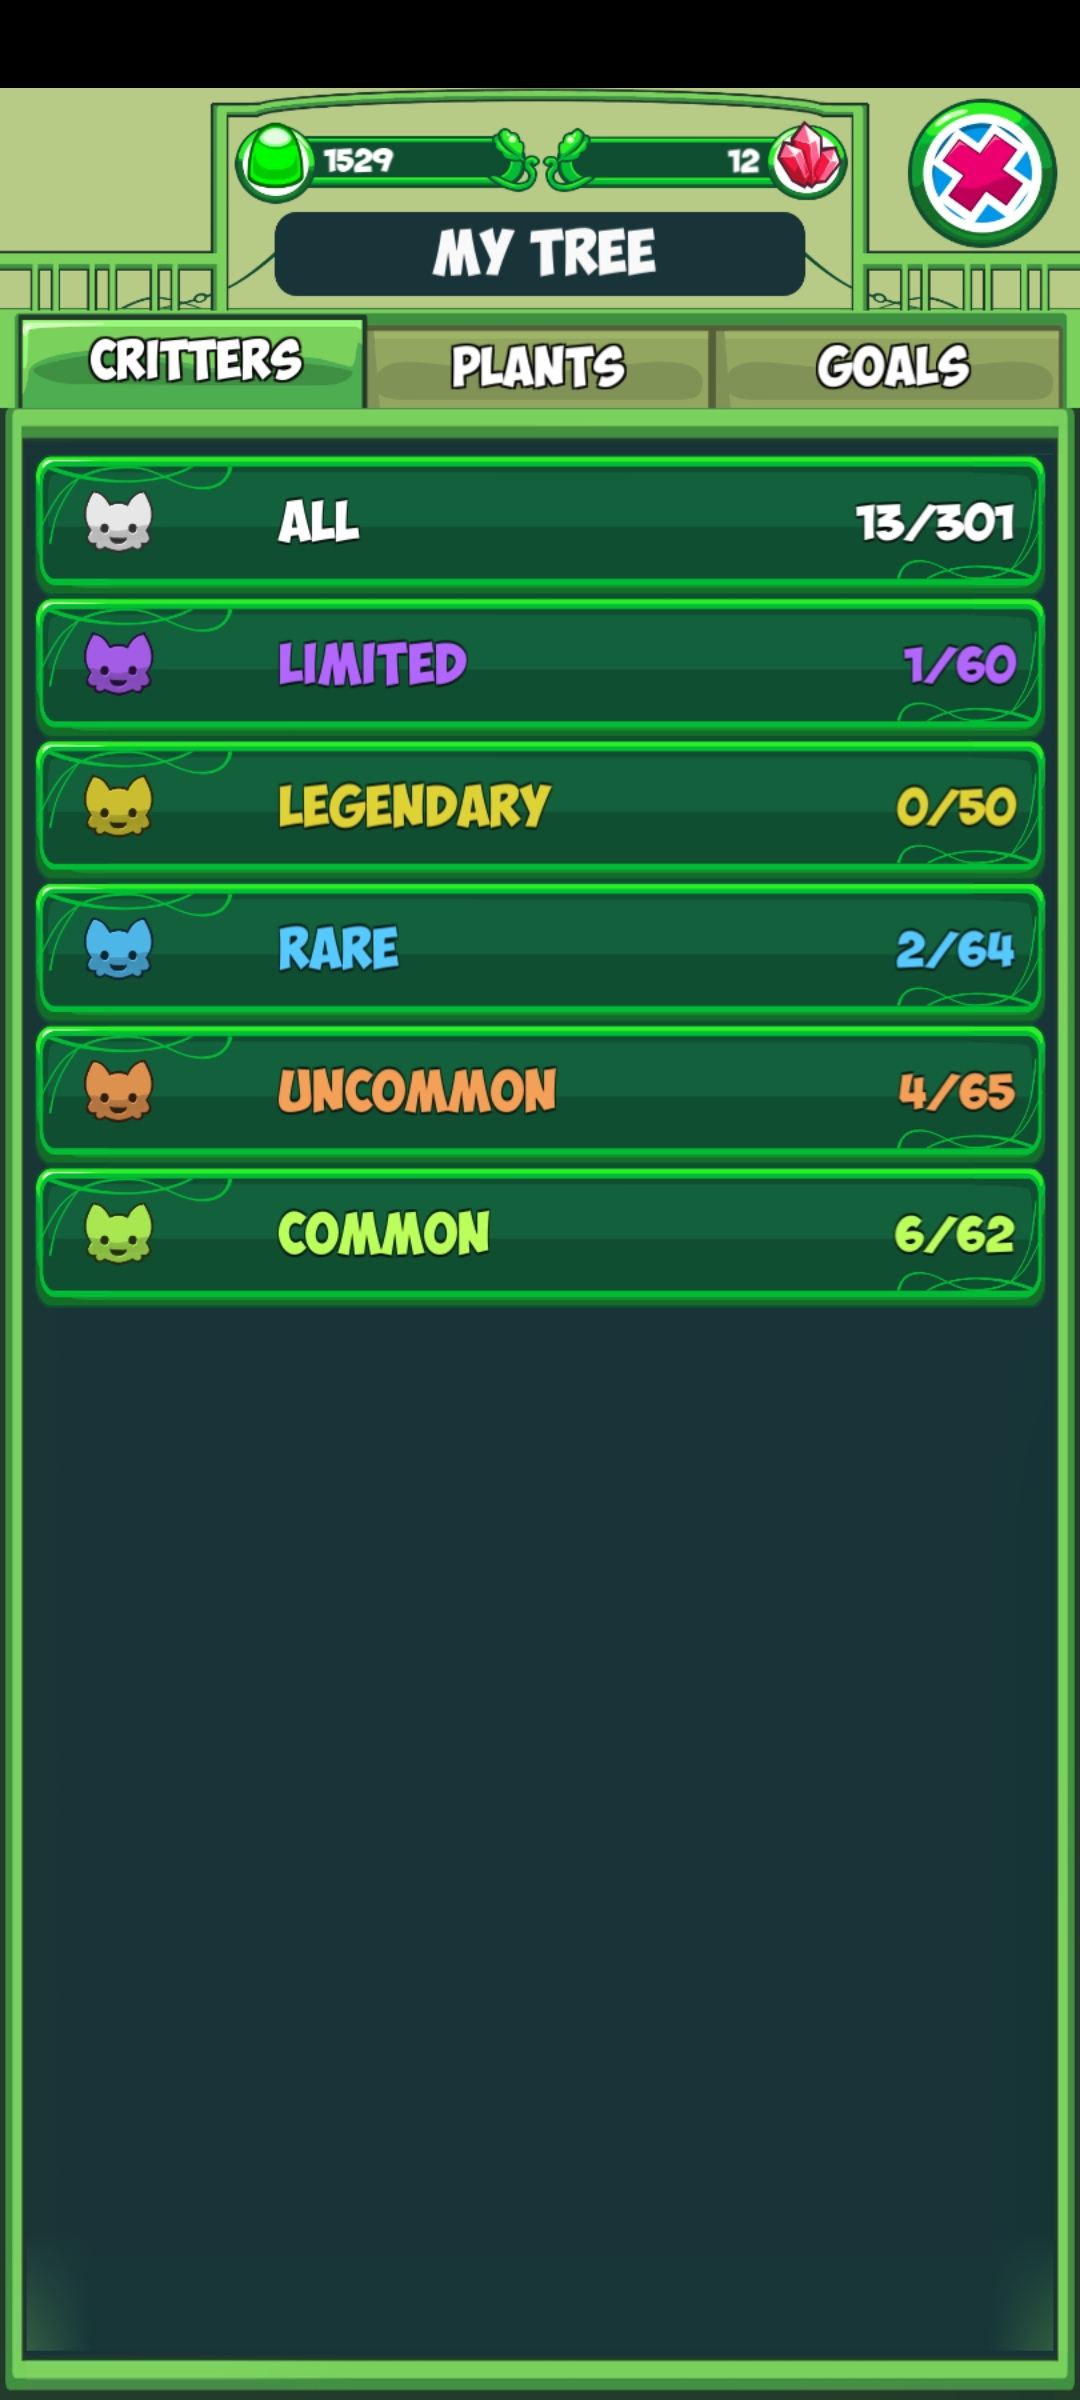 1529 12
MY TREE
CRITTERS PLANTS GOALS
ALL 13/301
LIMITED 1/60
LEGENDARY 0/50
RARE 2/64
UNCOMMON 4/65
COMMON 6/62